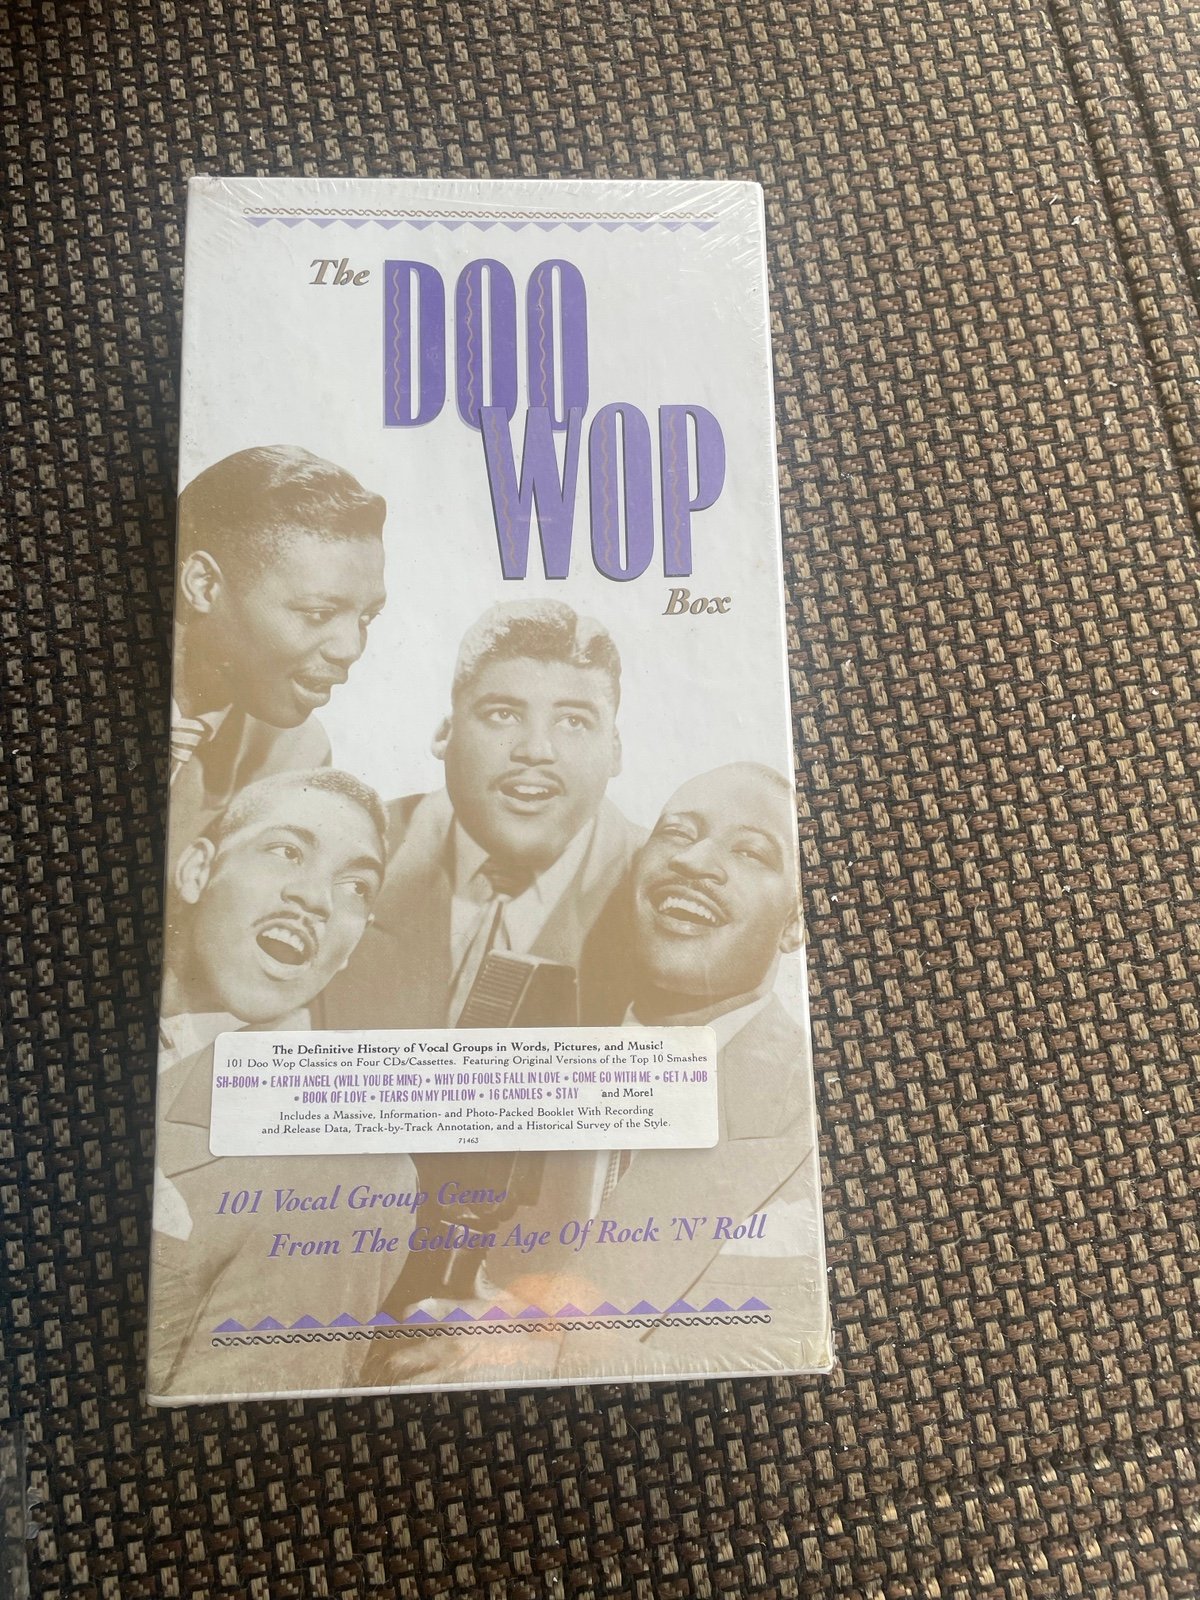 The DOO
WOP
Box
The Definitive History of Vocal Groups in Words, Pictures, and Music!
101 Doo Wop Classics on Four CDs/Cassettes. Featuring Original Versions of the Top 10 Smashes
SH-BOOM • EARTH ANGEL (WILL YOU BE MINE) • WHY DO FOOLS FALL IN LOVE • COME GO WITH ME • GET A JOB
• BOOK OF LOVE • TEARS ON MY PILLOW • 16 CANDLES • STAY and More!
Includes a Massive, Information- and Photo-Packed Booklet With Recording
and Release Data, Track-by-Track Annotation, and a Historical Survey of the Style.
71463
101 Vocal Group Gems
From The Golden Age Of Rock 'N' Roll